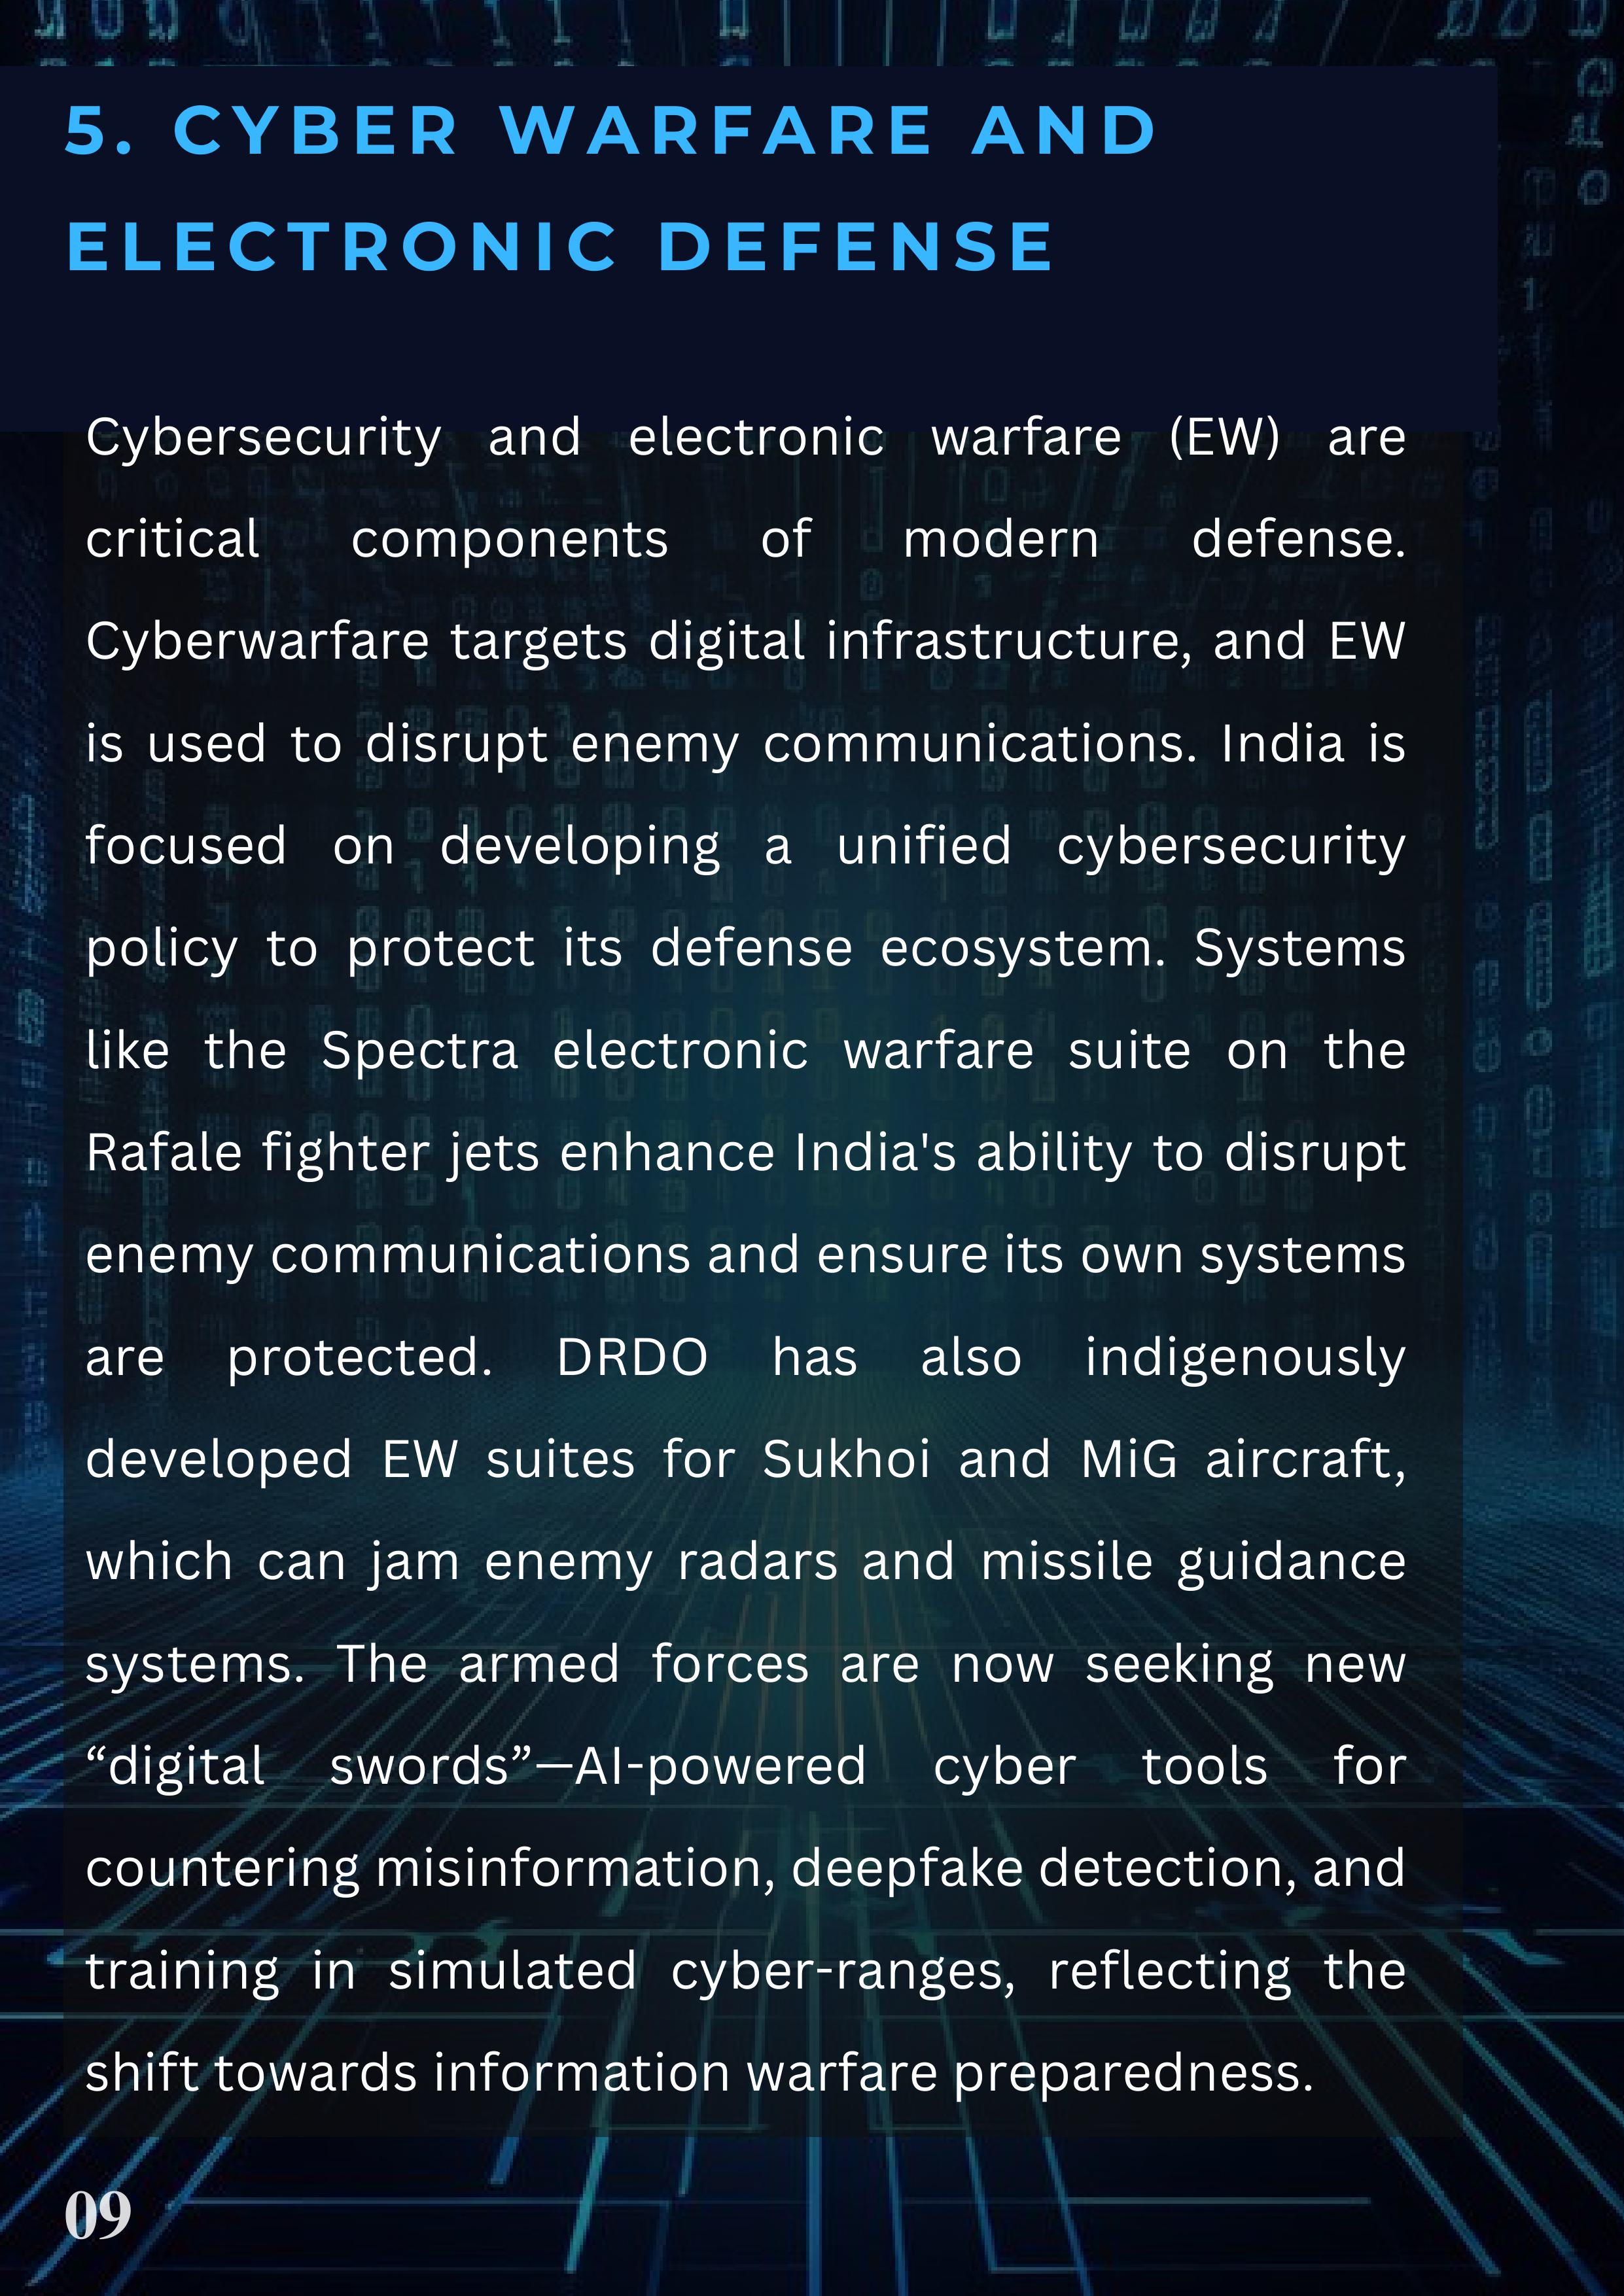 5. CYBER WARFARE AND
ELECTRONIC DEFENSE
Cybersecurity and electronic warfare (EW) are
critical components of modern defense.
Cyberwarfare targets digital infrastructure, and EW
is used to disrupt enemy communications. India is
focused on developing a unified cybersecurity
policy to protect its defense ecosystem. Systems
like the Spectra electronic warfare suite on the
Rafale fighter jets enhance India's ability to disrupt
enemy communications and ensure its own systems
are protected. DRDO has also indigenously
developed EW suites for Sukhoi and MiG aircraft,
which can jam enemy radars and missile guidance
systems. The armed forces are now seeking new
“digital swords”—AI-powered cyber tools for
countering misinformation, deepfake detection, and
training in simulated cyber-ranges, reflecting the
shift towards information warfare preparedness.
09